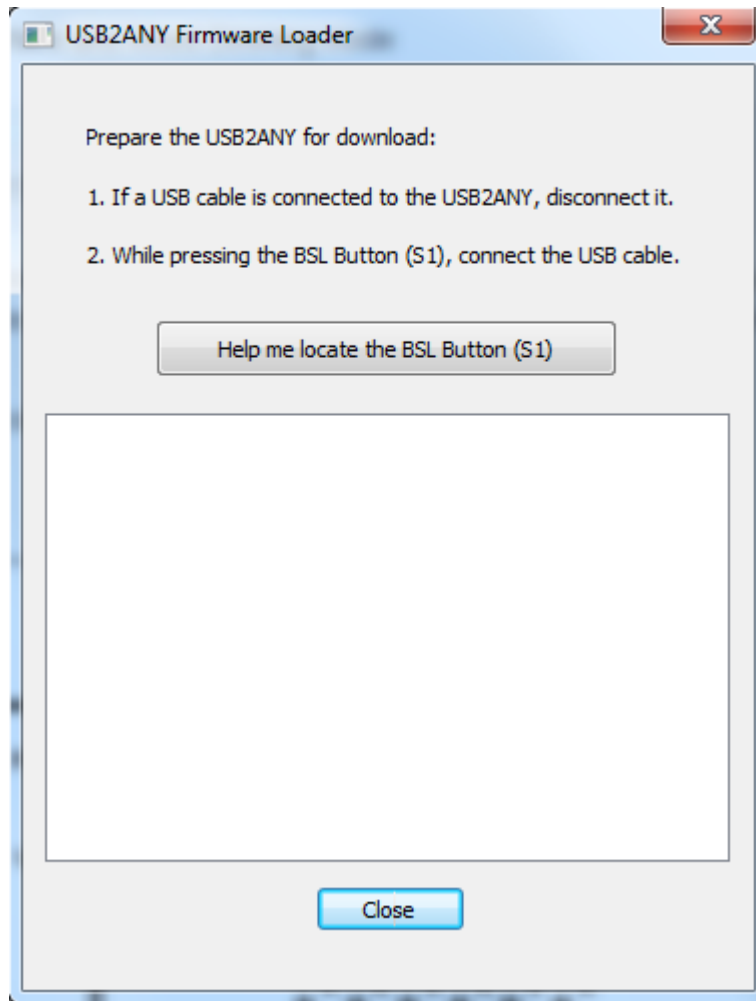 USB2ANY Firmware Loader
Prepare the USB2ANY for download:
1. If a USB cable is connected to the USB2ANY, disconnect it.
2. While pressing the BSL Button (S1), connect the USB cable.
Help me locate the BSL Button (S1)
Close